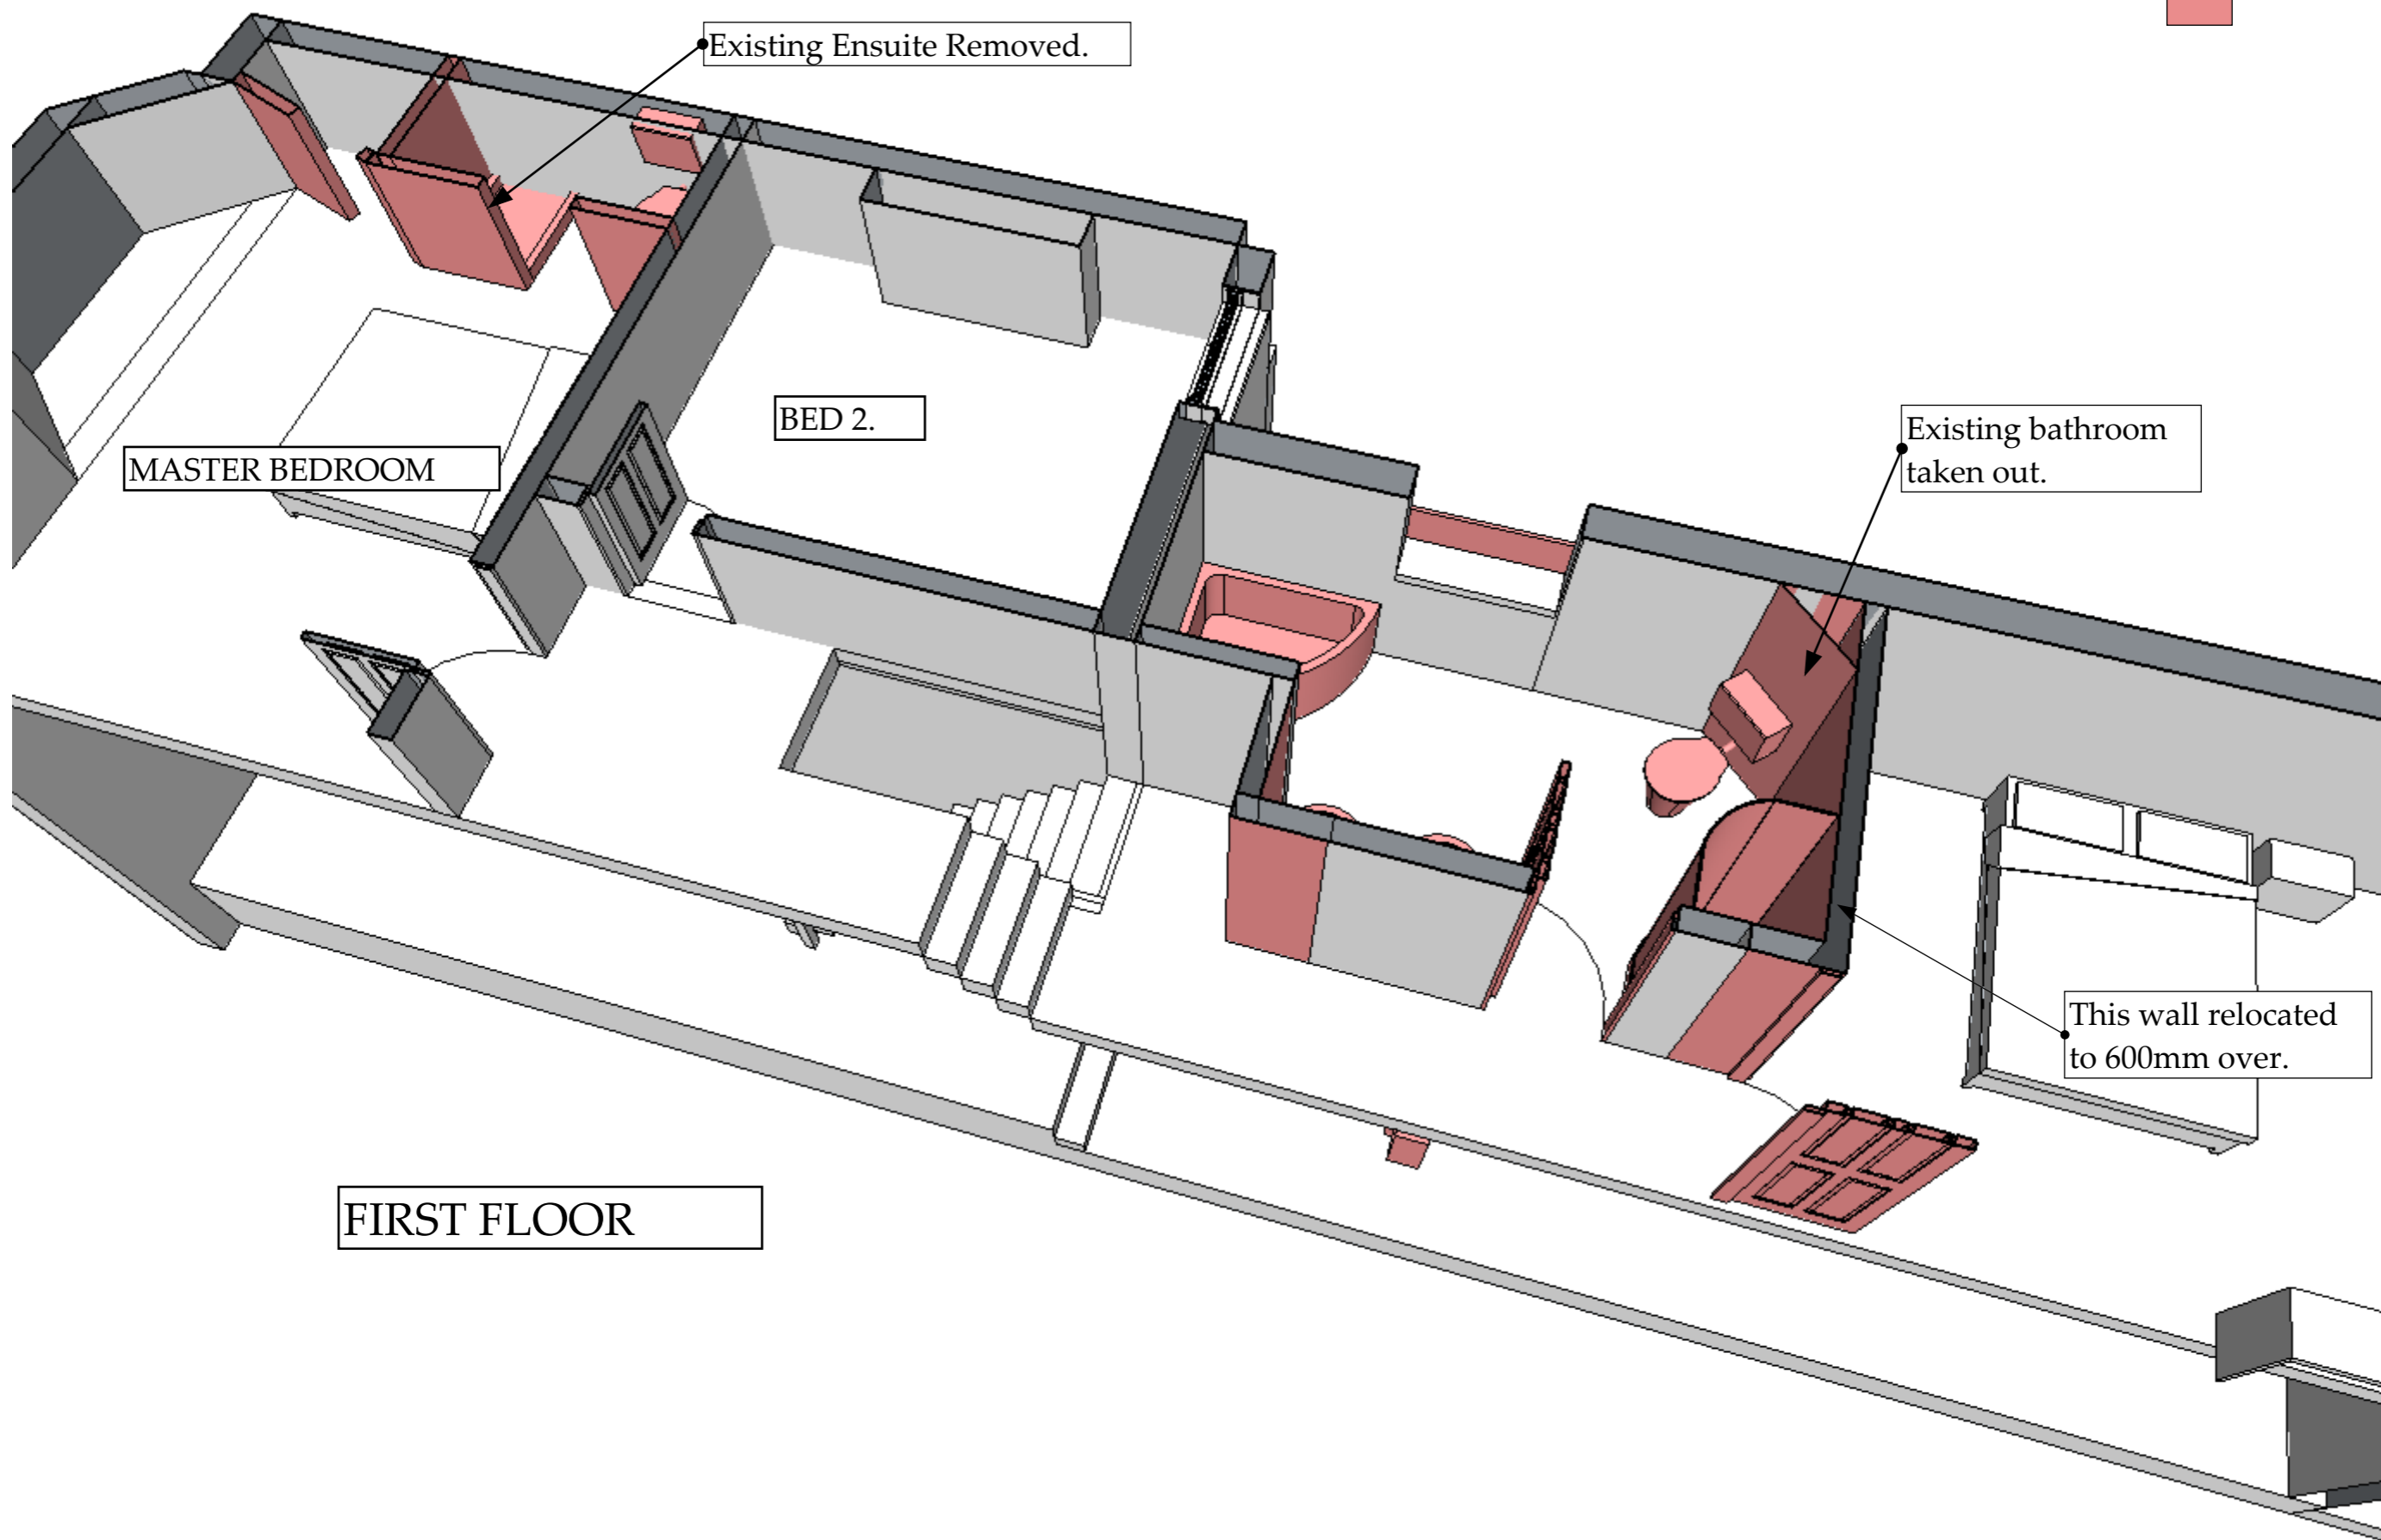 Existing Ensuite Removed.
BED 2.
MASTER BEDROOM
Existing bathroom
taken out.
This wall relocated
to 600mm over.
FIRST FLOOR